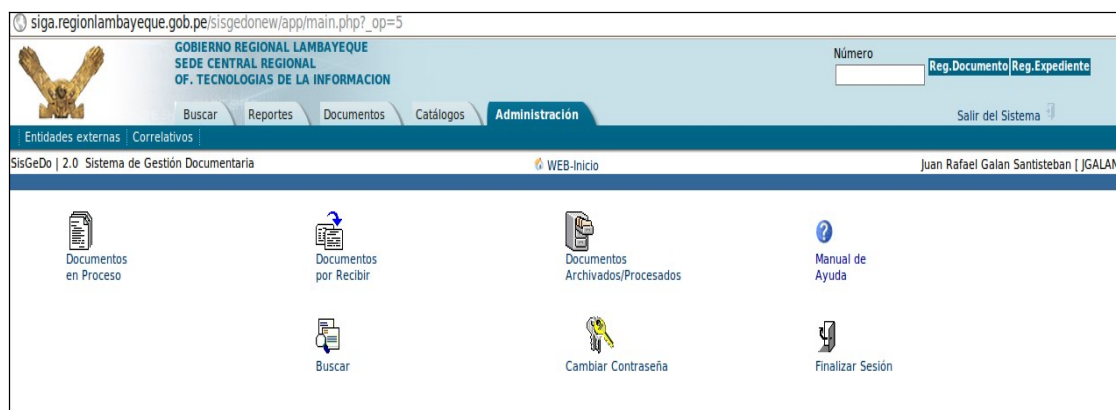 siga.regionlambayeque.gob.pe/sisgedonew/app/main.php?_op=5
GOBIERNO REGIONAL LAMBAYEQUE
SEDE CENTRAL REGIONAL
OF. TECNOLOGIAS DE LA INFORMACION
Número
Reg.Documento Reg.Expediente
Buscar Reportes Documentos Catálogos Administración
Salir del Sistema
Entidades externas Correlativos
SisGeDo | 2.0 Sistema de Gestión Documentaria WEB-Inicio Juan Rafael Galan Santisteban [ JGALAN
Documentos
en Proceso
Documentos
por Recibir
Documentos
Archivados/Procesados
Manual de
Ayuda
Buscar
Cambiar Contraseña
Finalizar Sesión